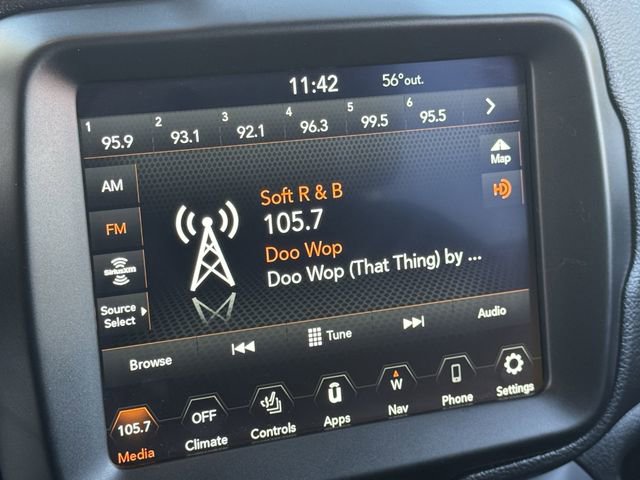 11:42 56° out.
1 95.9 2 93.1 3 92.1 4 96.3 5 99.5 6 95.5
Map
AM
HD
Soft R & B
FM
105.7
Doo Wop
SiriusXM
Doo Wop (That Thing) by ...
Source
Select
Browse Tune Audio
105.7 OFF u W
Media Climate Controls Apps Nav Phone Settings